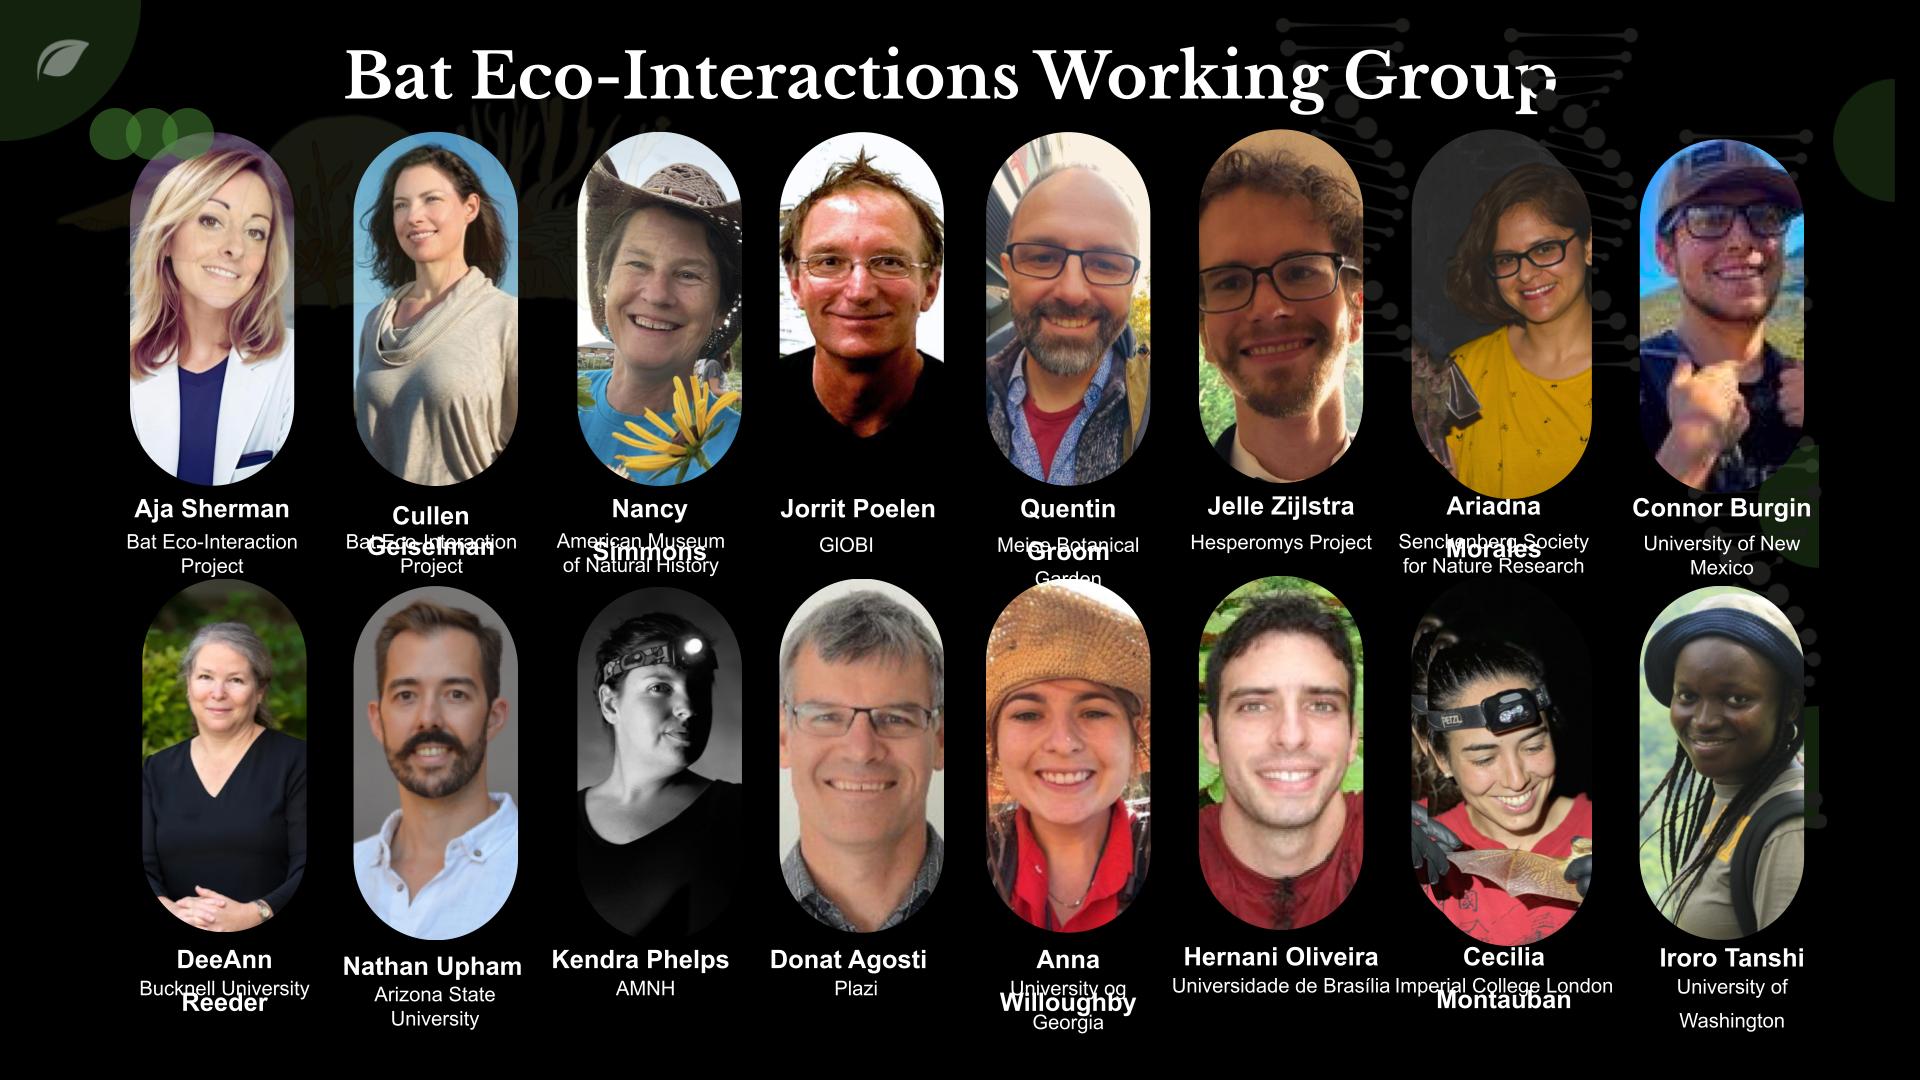 Bat Eco-Interactions Working Group
Aja Sherman
Bat Eco-Interaction
Project
Cullen
Geiselman
Bat Eco-Interaction
Project
Nancy
Simmons
American Museum
of Natural History
Jorrit Poelen
GlOBI
Quentin
Groom
Meise Botanical
Garden
Jelle Zijlstra
Hesperomys Project
Ariadna
Morales
Senckenberg Society
for Nature Research
Connor Burgin
University of New
Mexico
DeeAnn
Reeder
Bucknell University
Nathan Upham
Arizona State
University
Kendra Phelps
AMNH
Donat Agosti
Plazi
Anna
Willoughby
University og
Georgia
Hernani Oliveira
Universidade de Brasília
Cecilia
Montauban
Imperial College London
PETZL
Iroro Tanshi
University of
Washington